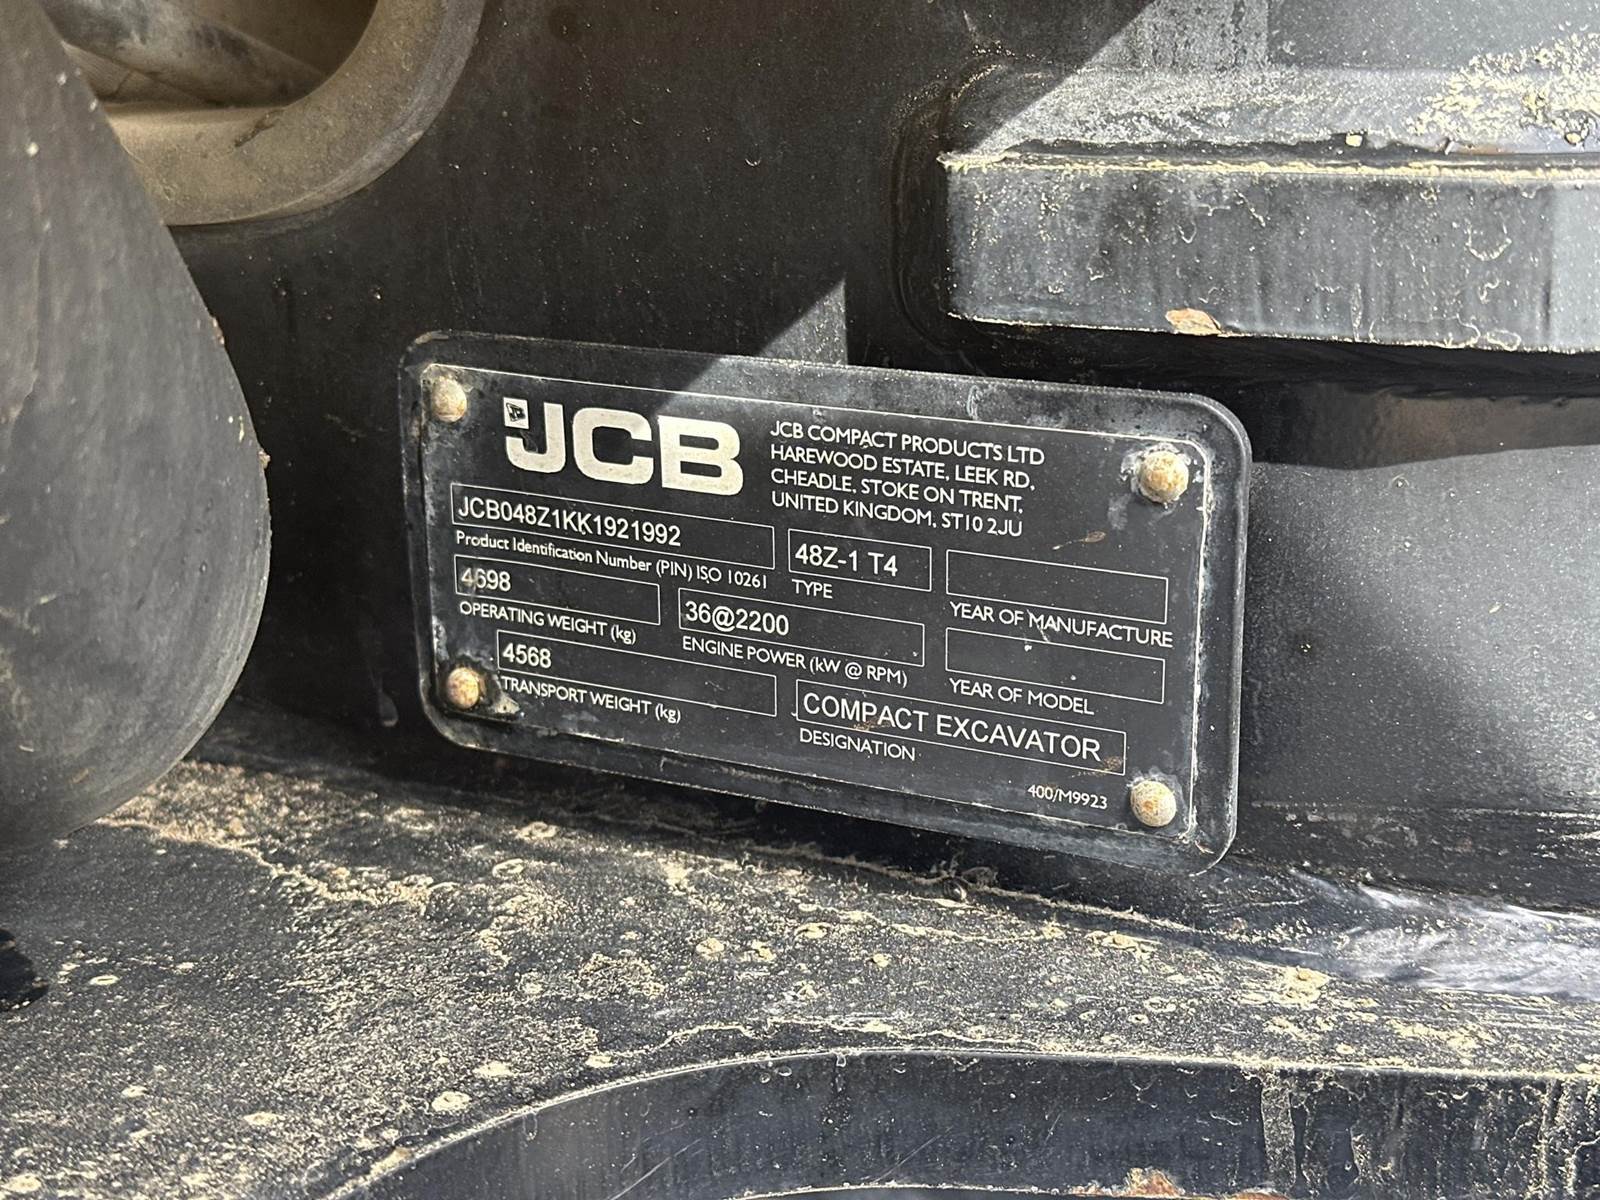 JCB
JCB COMPACT PRODUCTS LTD
HAREWOOD ESTATE, LEEK RD,
CHEADLE, STOKE ON TRENT,
UNITED KINGDOM, ST10 2JU
JCB048Z1KK1921992
Product Identification Number (PIN) ISO 10261
48Z-1 T4
TYPE
YEAR OF MANUFACTURE
4698
OPERATING WEIGHT (kg)
36@2200
ENGINE POWER (kW @ RPM)
YEAR OF MODEL
4568
TRANSPORT WEIGHT (kg)
COMPACT EXCAVATOR
DESIGNATION
400/M9923